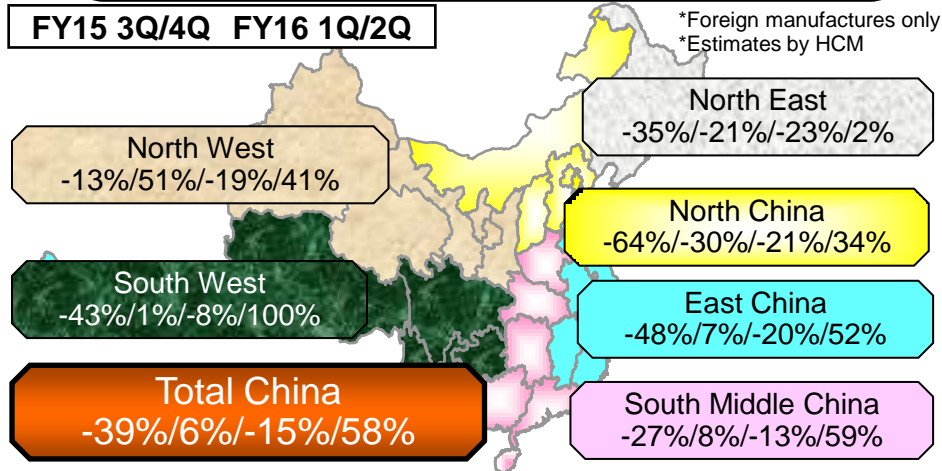 FY15 3Q/4Q FY16 1Q/2Q
*Foreign manufactures only
*Estimates by HCM
North East
-35%/-21%/-23%/2%
North West
-13%/51%/-19%/41%
North China
-64%/-30%/-21%/34%
South West
-43%/1%/-8%/100%
East China
-48%/7%/-20%/52%
Total China
-39%/6%/-15%/58%
South Middle China
-27%/8%/-13%/59%